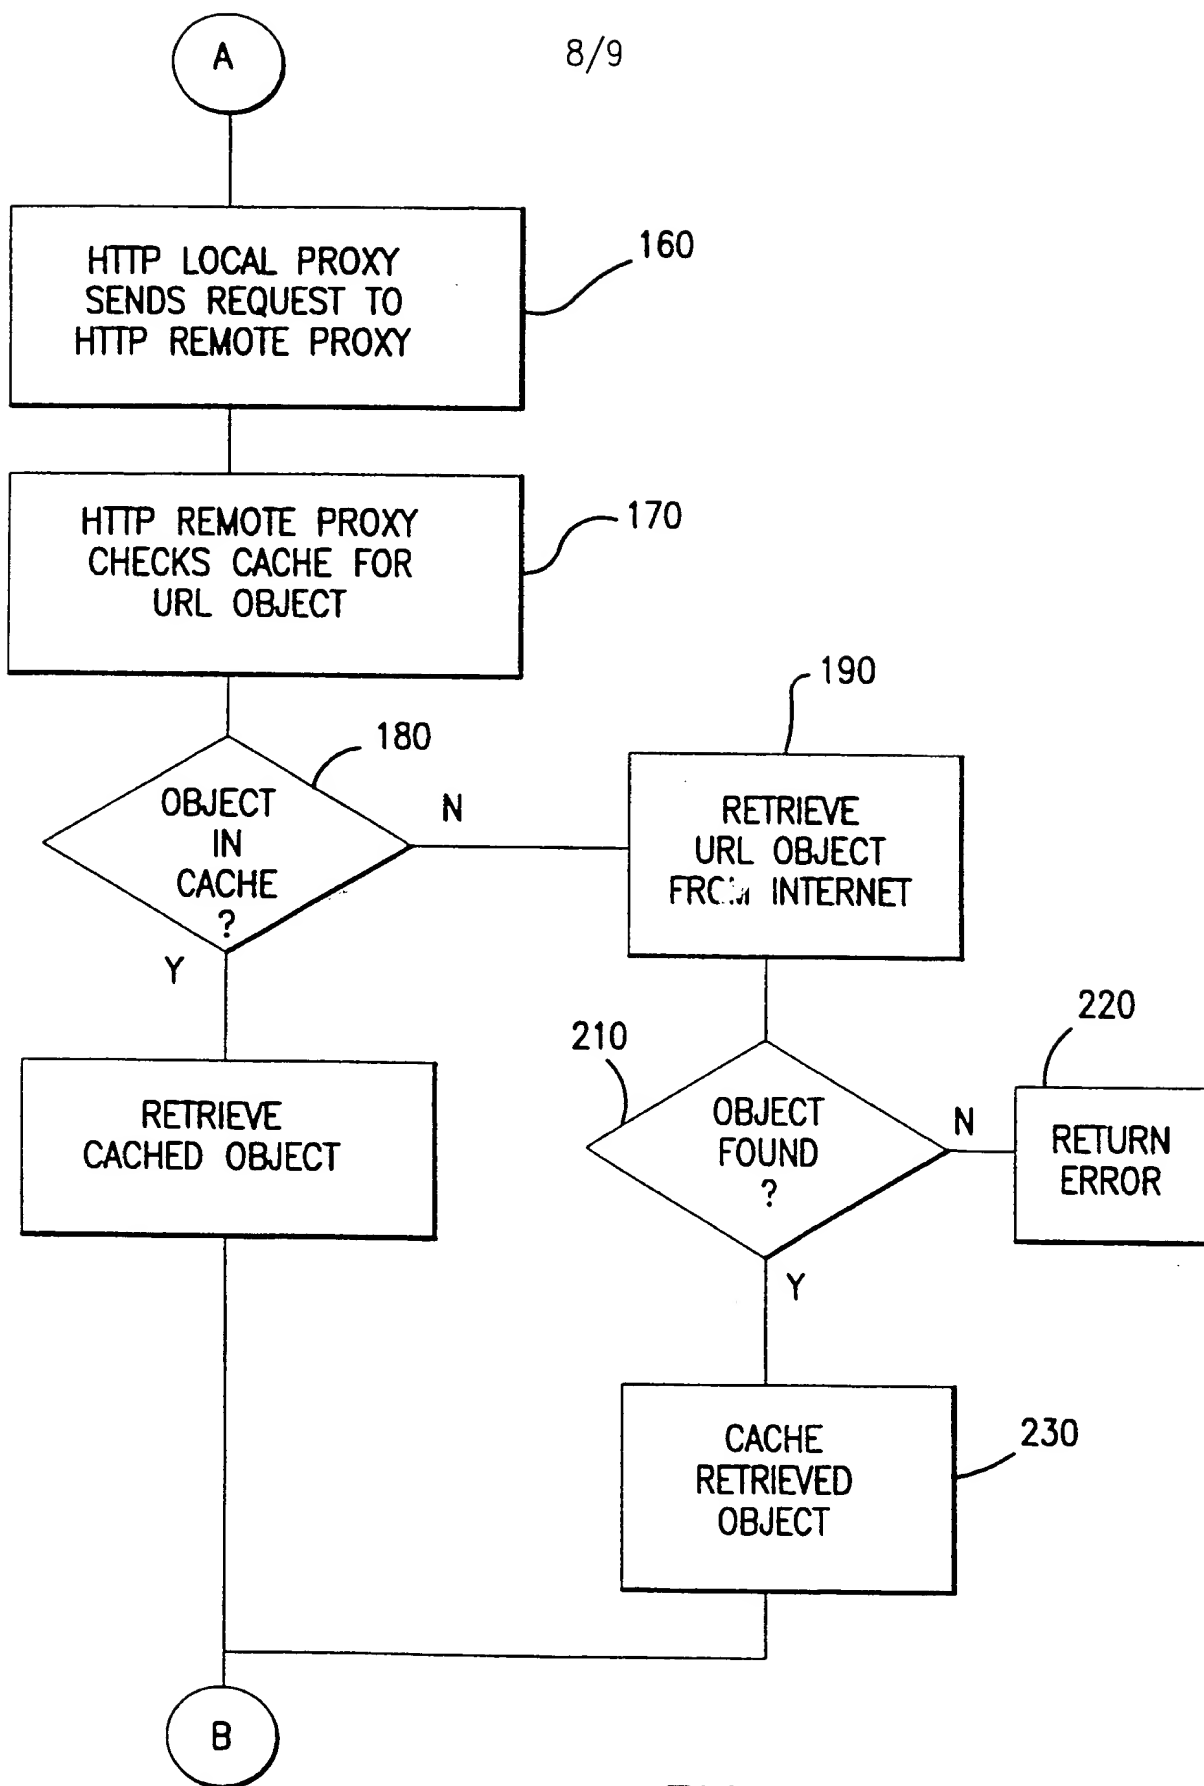 8/9
A
HTTP LOCAL PROXY
SENDS REQUEST TO
HTTP REMOTE PROXY
160
HTTP REMOTE PROXY
CHECKS CACHE FOR
URL OBJECT
170
180
OBJECT
IN
CACHE
?
N
Y
190
RETRIEVE
URL OBJECT
FROM INTERNET
RETRIEVE
CACHED OBJECT
210
OBJECT
FOUND
?
N
Y
220
RETURN
ERROR
CACHE
RETRIEVED
OBJECT
230
B